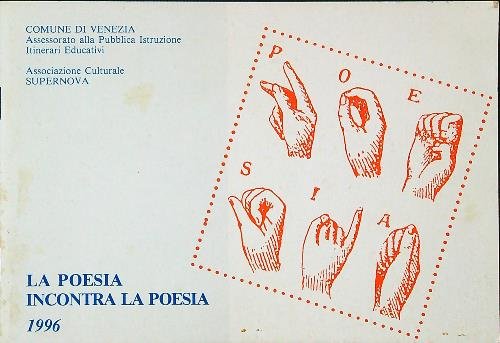 COMUNE DI VENEZIA
Assessorato alla Pubblica Istruzione
Itinerari Educativi
Associazione Culturale
SUPERNOVA
P O E
S I A
LA POESIA
INCONTRA LA POESIA
1996